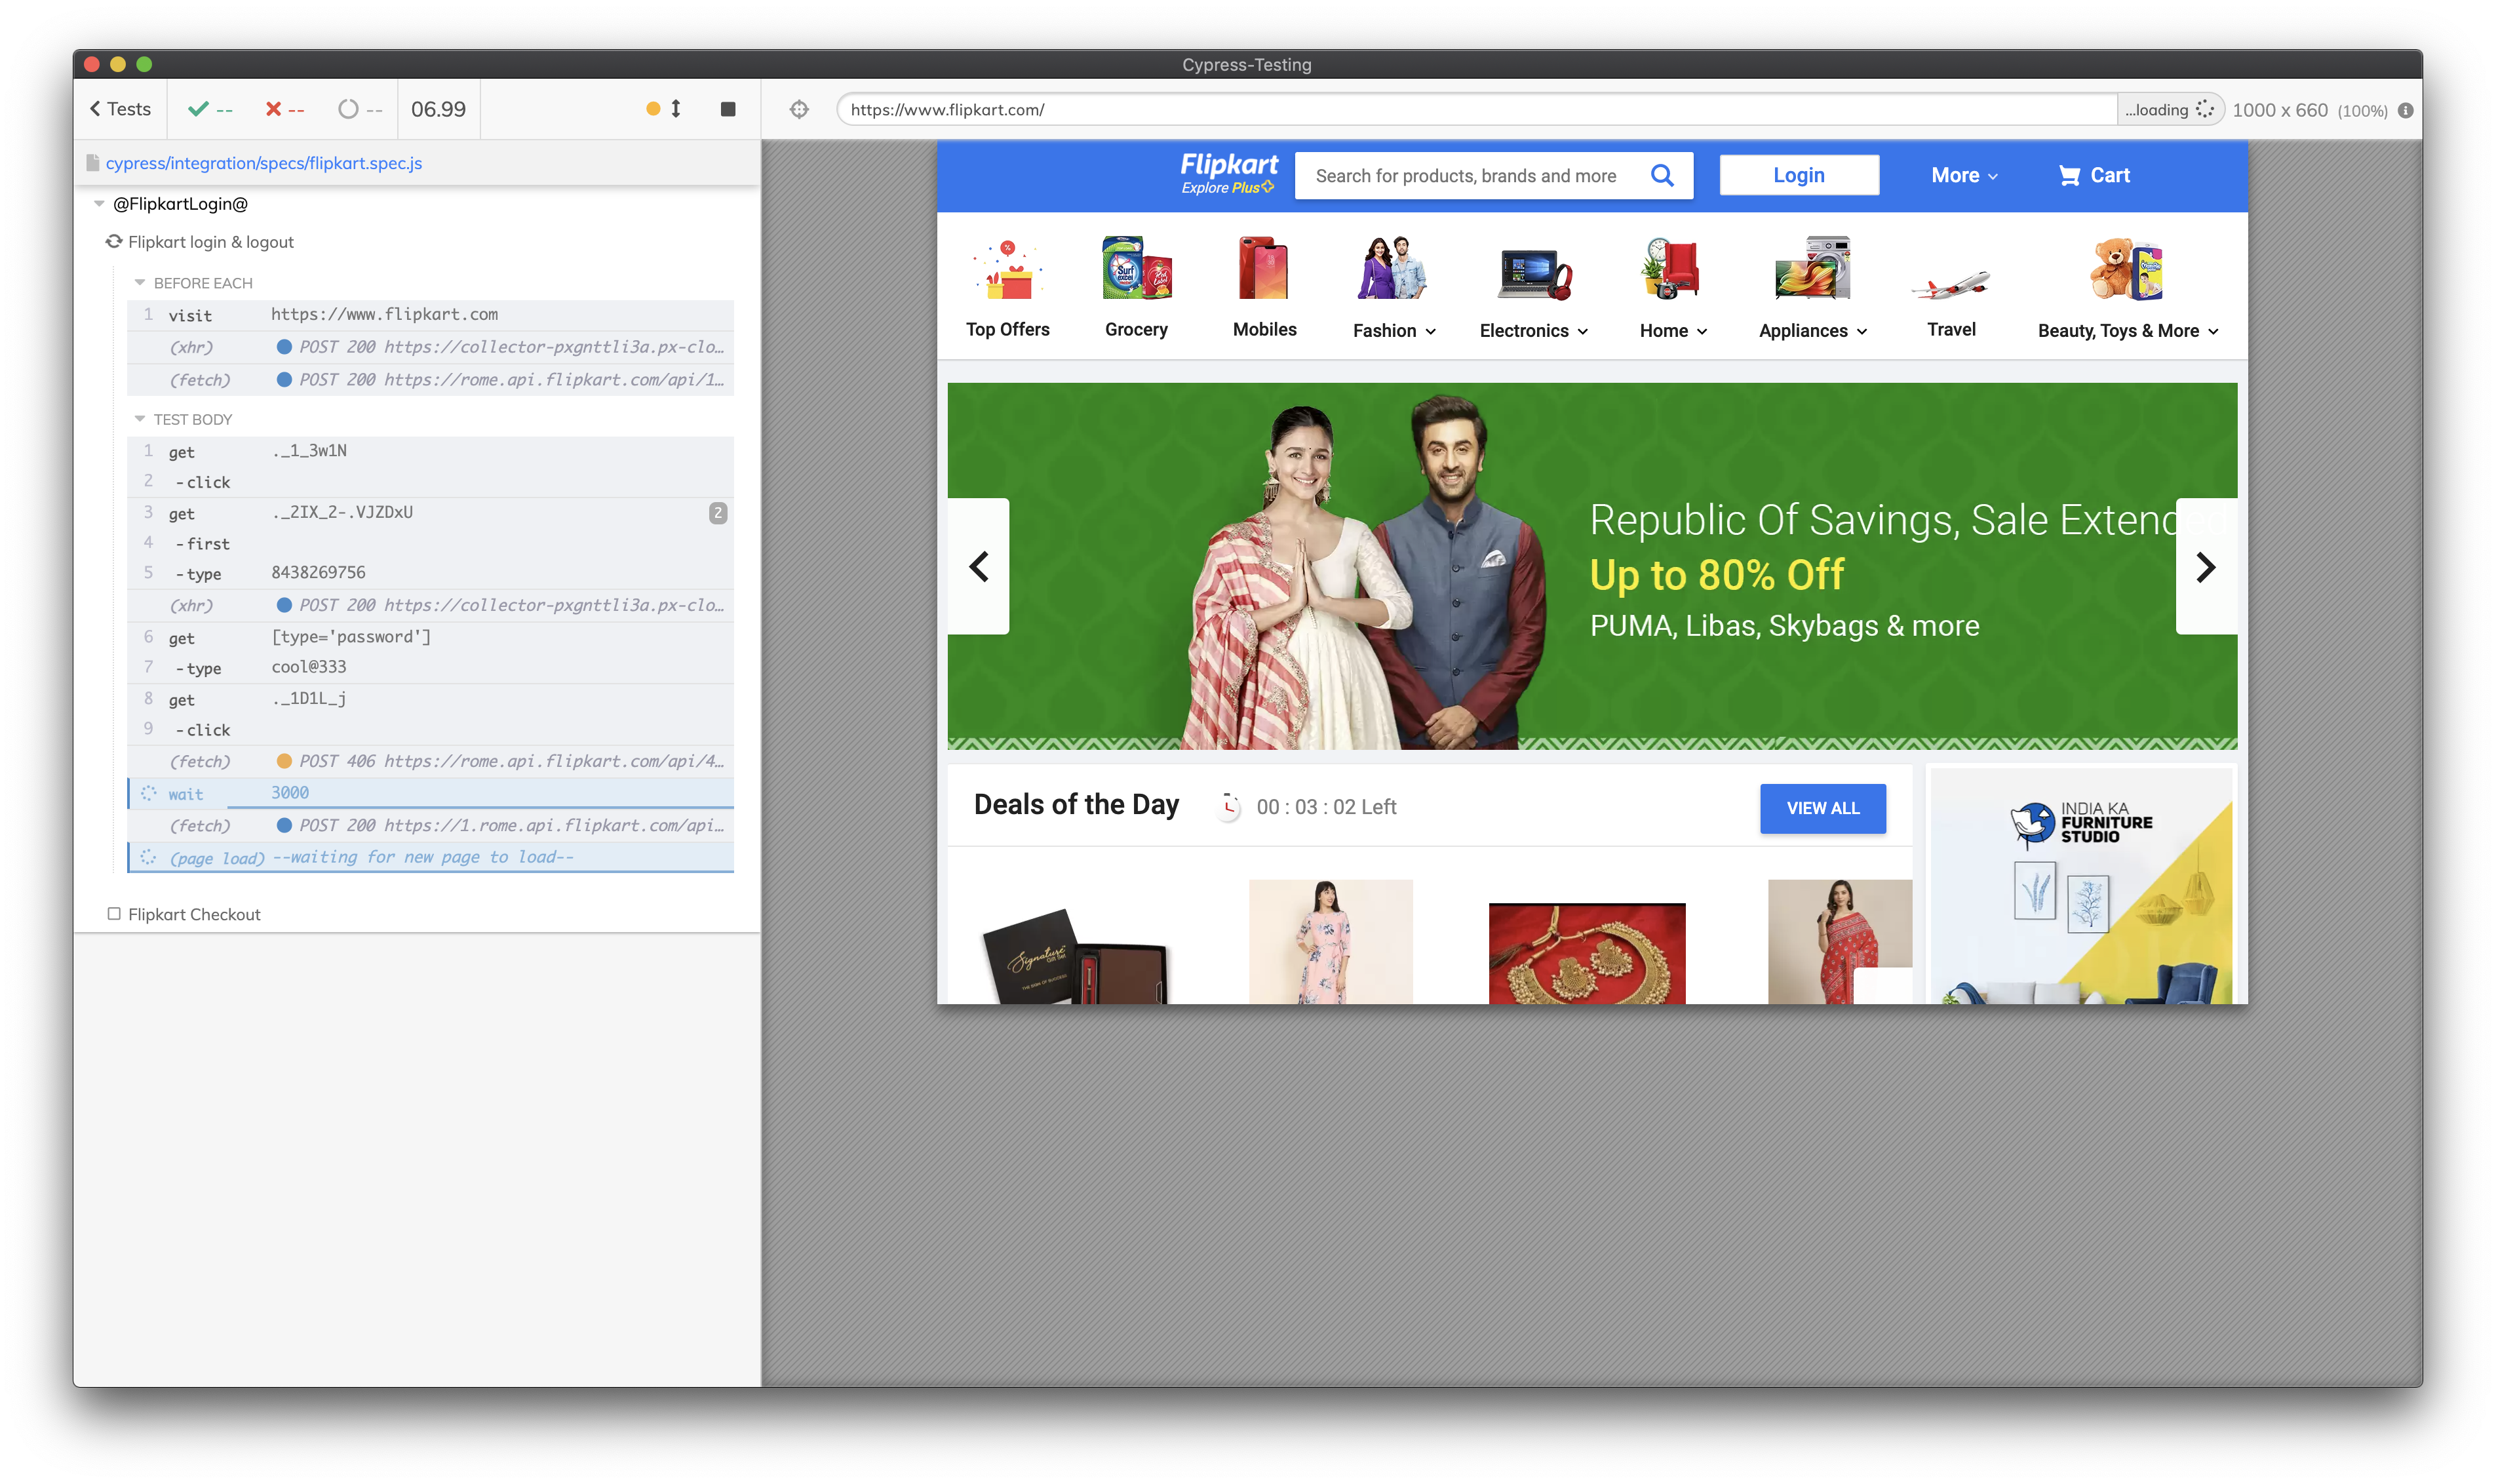 Cypress-Testing
Tests -- -- -- 06.99
https://www.flipkart.com/ ...loading 1000 x 660 (100%)
cypress/integration/specs/flipkart.spec.js
@FlipkartLogin@
Flipkart login & logout
BEFORE EACH
1 visit https://www.flipkart.com
(xhr) POST 200 https://collector-pxgnttli3a.px-clo…
(fetch) POST 200 https://rome.api.flipkart.com/api/1…
TEST BODY
1 get ._1_3w1N
2 -click
3 get ._2IX_2-.VJZDxU 2
4 -first
5 -type 8438269756
(xhr) POST 200 https://collector-pxgnttli3a.px-clo…
6 get [type='password']
7 -type cool@333
8 get ._1D1L_j
9 -click
(fetch) POST 406 https://rome.api.flipkart.com/api/4…
wait 3000
(fetch) POST 200 https://1.rome.api.flipkart.com/api…
(page load) --waiting for new page to load--
Flipkart Checkout
Flipkart
Explore Plus
Search for products, brands and more
Login
More
Cart
Surf excel
Red Label
Top Offers
Grocery
Mobiles
Fashion
Electronics
Home
Appliances
Travel
Beauty, Toys & More
Republic Of Savings, Sale Extended
Up to 80% Off
PUMA, Libas, Skybags & more
Deals of the Day
00 : 03 : 02 Left
VIEW ALL
Signature
INDIA KA
FURNITURE
STUDIO